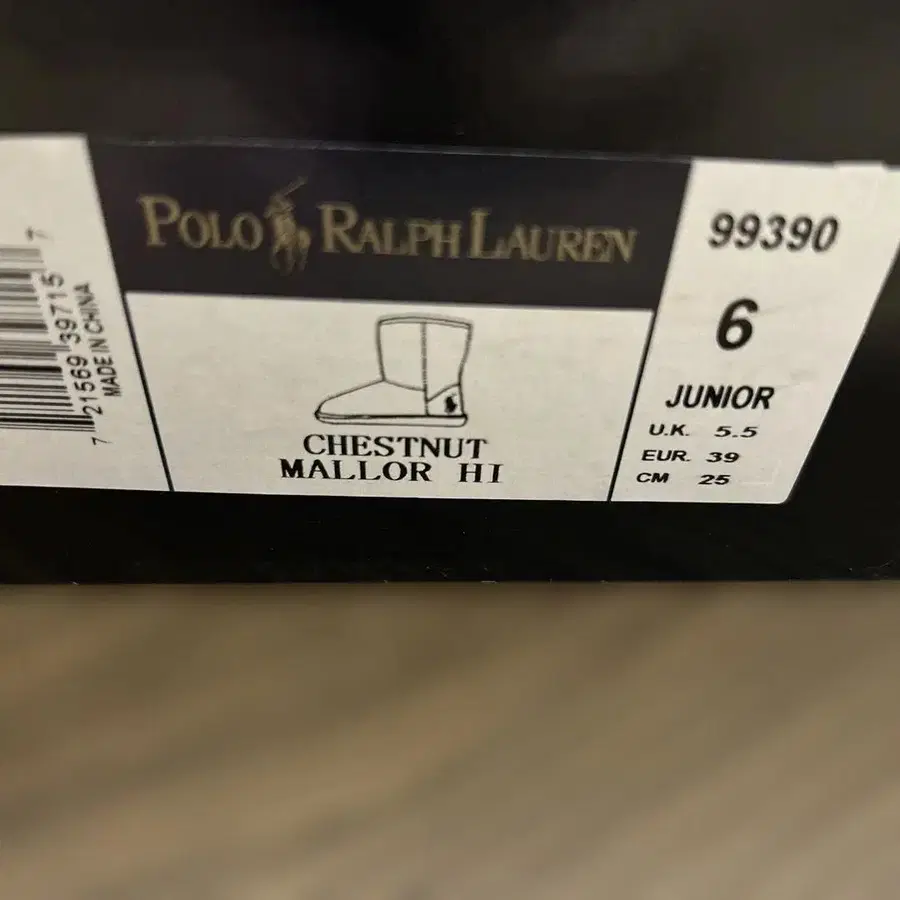 POLO RALPH LAUREN
CHESTNUT
MALLOR HI
99390
6
JUNIOR
U.K. 5.5
EUR. 39
CM 25
7 21569 39715 7
MADE IN CHINA